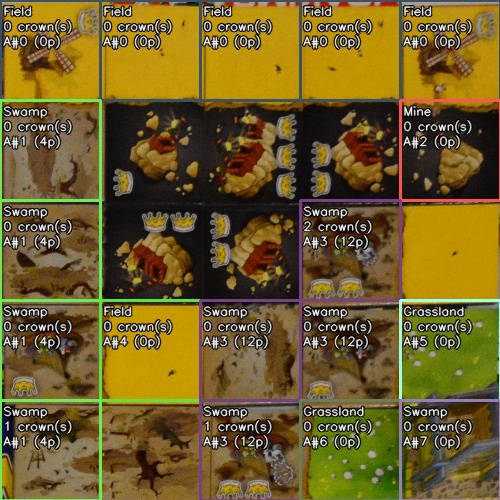 Field
0 crown(s)
A#0 (0p)
Field
0 crown(s)
A#0 (0p)
Field
0 crown(s)
A#0 (0p)
Field
0 crown(s)
A#0 (0p)
Field
0 crown(s)
A#0 (0p)
Swamp
0 crown(s)
A#1 (4p)
Mine
0 crown(s)
A#2 (0p)
Swamp
0 crown(s)
A#1 (4p)
Swamp
2 crown(s)
A#3 (12p)
Swamp
0 crown(s)
A#1 (4p)
Field
0 crown(s)
A#4 (0p)
Swamp
0 crown(s)
A#3 (12p)
Swamp
0 crown(s)
A#3 (12p)
Grassland
0 crown(s)
A#5 (0p)
Swamp
1 crown(s)
A#1 (4p)
Swamp
1 crown(s)
A#3 (12p)
Grassland
0 crown(s)
A#6 (0p)
Swamp
0 crown(s)
A#7 (0p)